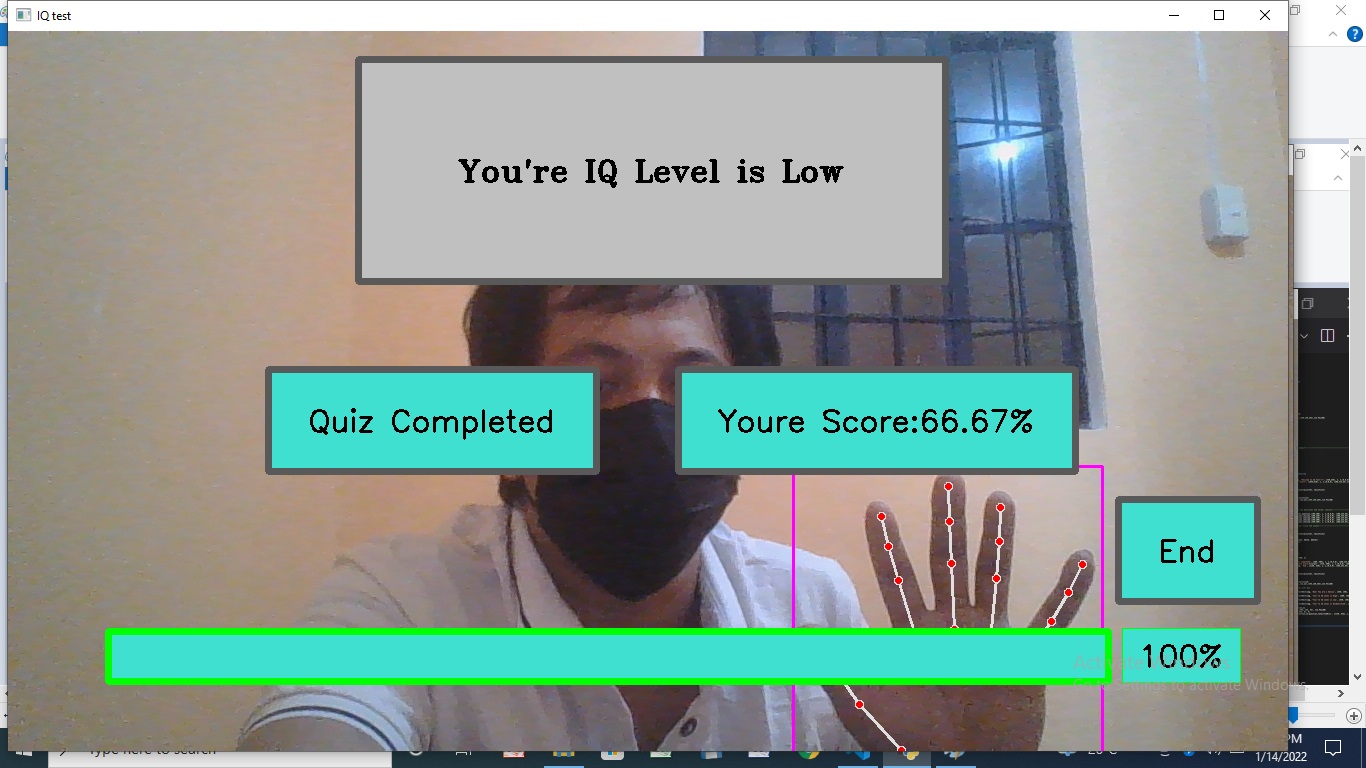 IQ test
You're IQ Level is Low
Quiz Completed
Youre Score:66.67%
End
100%
Activate Windows
Go to Settings to activate Windows.
Type here to search
PM
1/14/2022